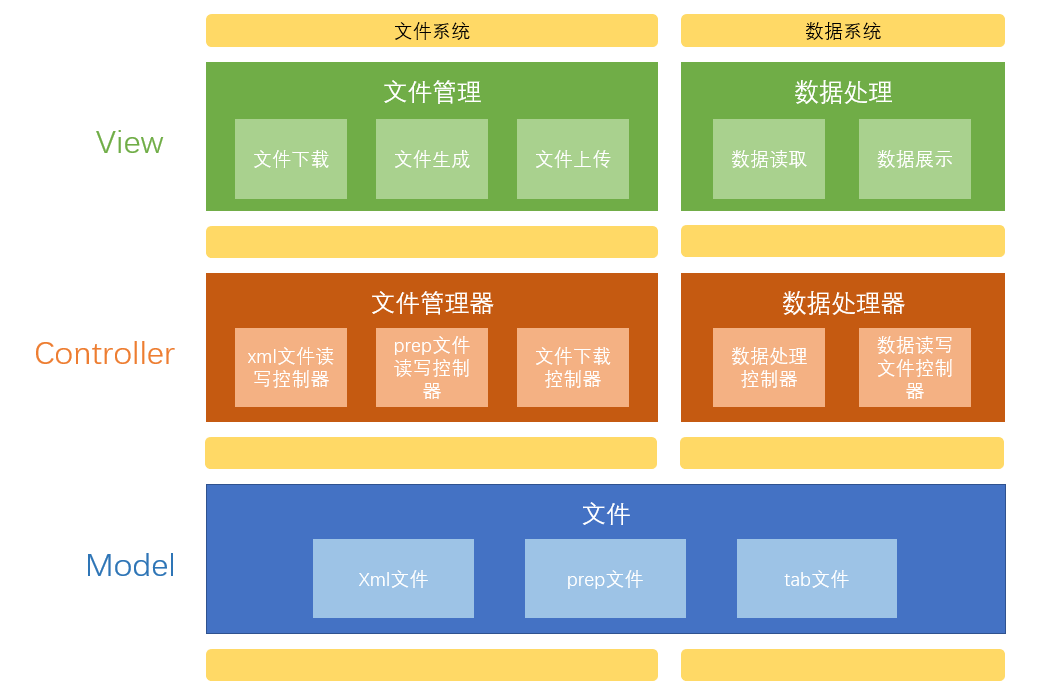 文件系统
数据系统
View
文件管理
文件下载
文件生成
文件上传
数据处理
数据读取
数据展示
Controller
文件管理器
xml文件读
写控制器
prep文件
读写控制
器
文件下载
控制器
数据处理器
数据处理
控制器
数据读写
文件控制
器
Model
文件
Xml文件
prep文件
tab文件